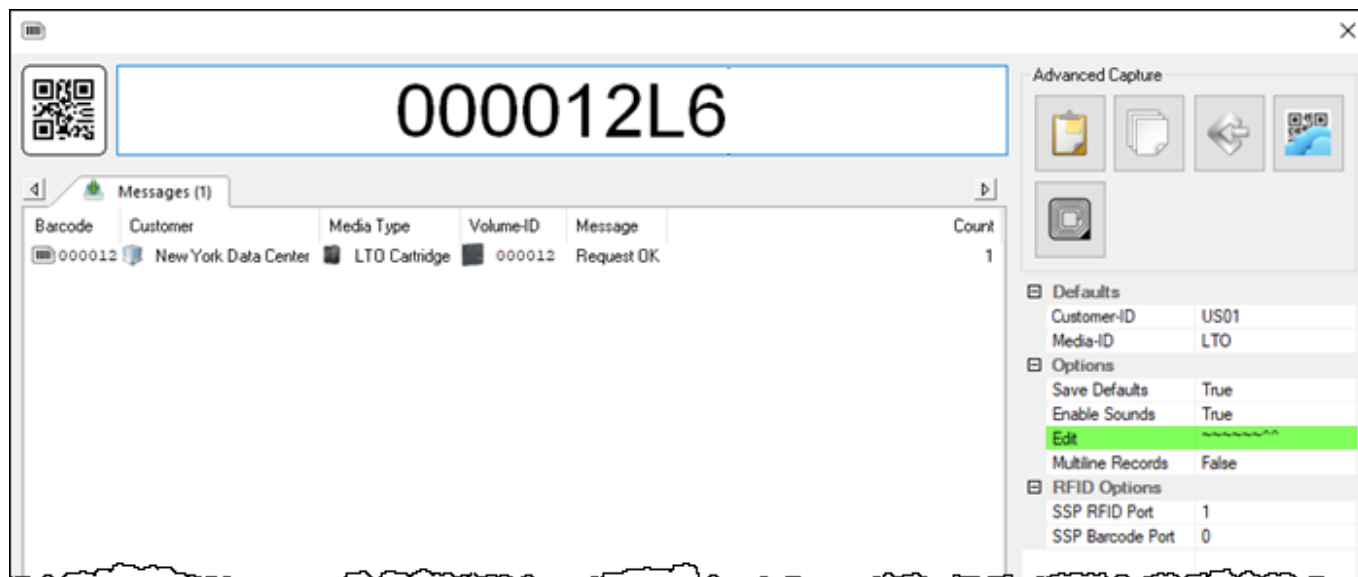 000012L6
Advanced Capture
Messages (1)
Barcode Customer Media Type Volume-ID Message Count
000012 New York Data Center LTO Cartridge 000012 Request OK 1
Defaults
Customer-ID US01
Media-ID LTO
Options
Save Defaults True
Enable Sounds True
Edit ~~~~~~^^
Multiline Records False
RFID Options
SSP RFID Port 1
SSP Barcode Port 0